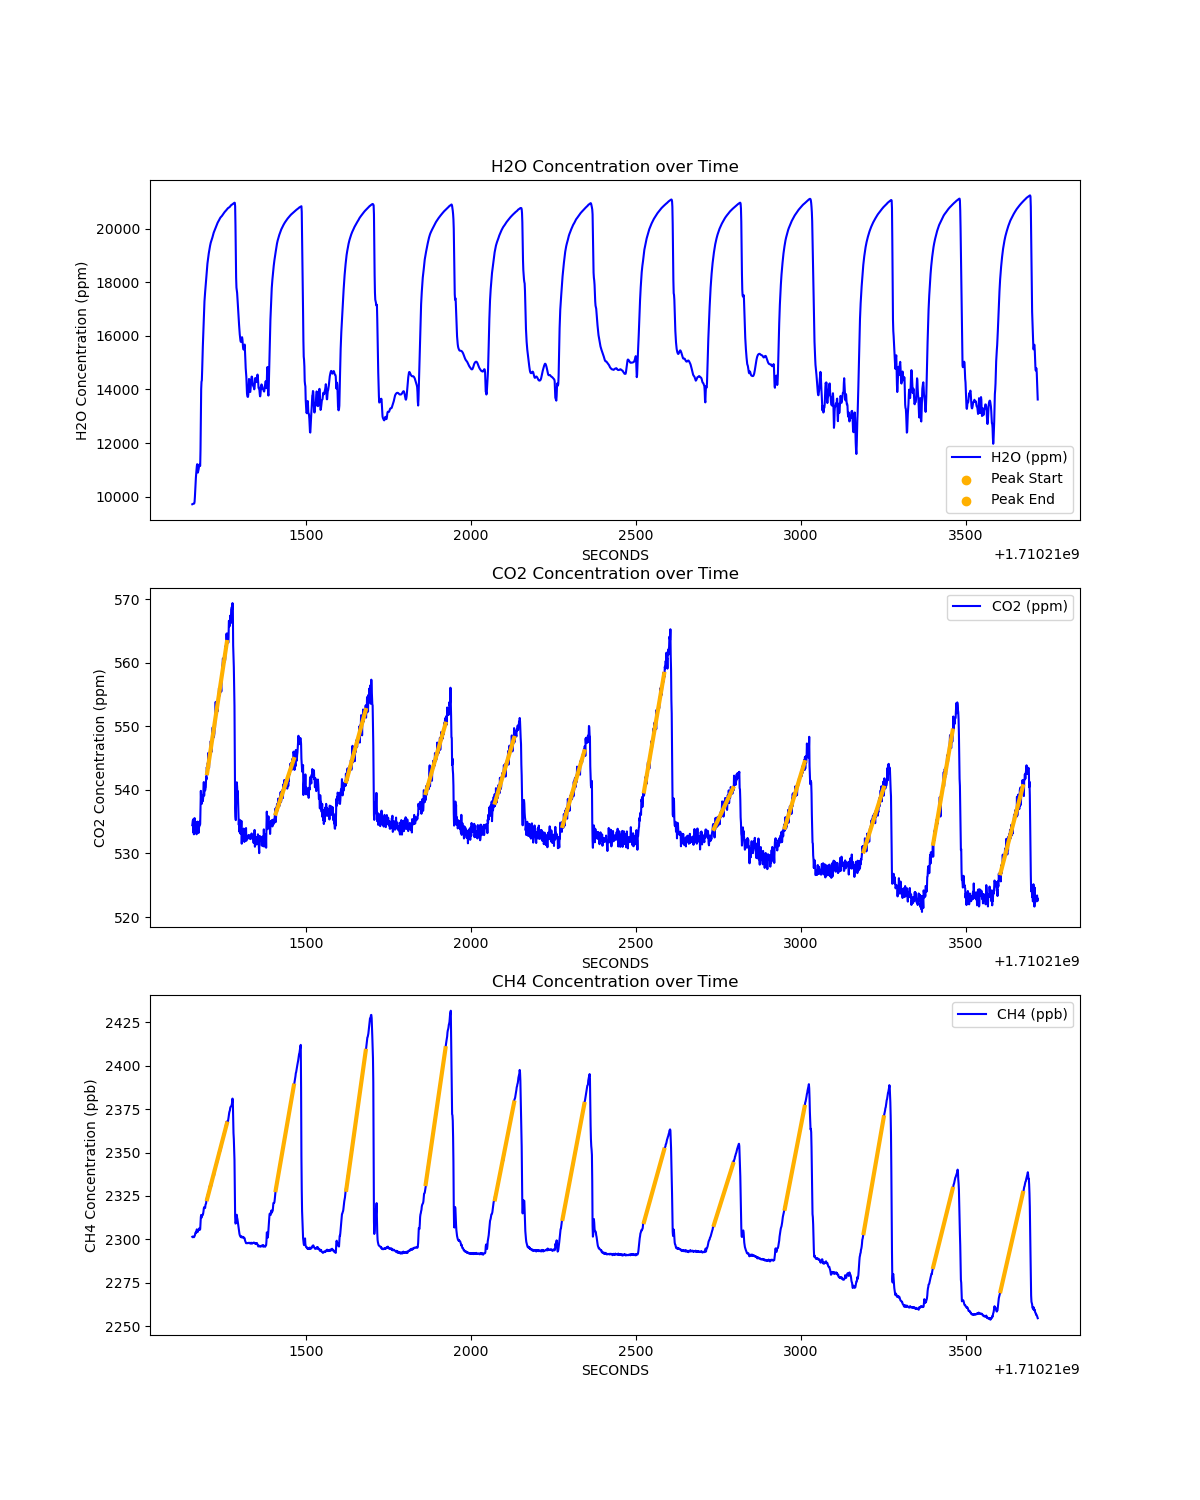 H2O Concentration over Time
H2O Concentration (ppm)
20000
18000
16000
14000
12000
10000
H2O (ppm)
Peak Start
Peak End
1500
2000
2500
3000
3500
SECONDS
+1.71021e9
CO2 Concentration over Time
CO2 Concentration (ppm)
570
560
550
540
530
520
CO2 (ppm)
1500
2000
2500
3000
3500
SECONDS
+1.71021e9
CH4 Concentration over Time
CH4 Concentration (ppb)
2425
2400
2375
2350
2325
2300
2275
2250
CH4 (ppb)
1500
2000
2500
3000
3500
SECONDS
+1.71021e9